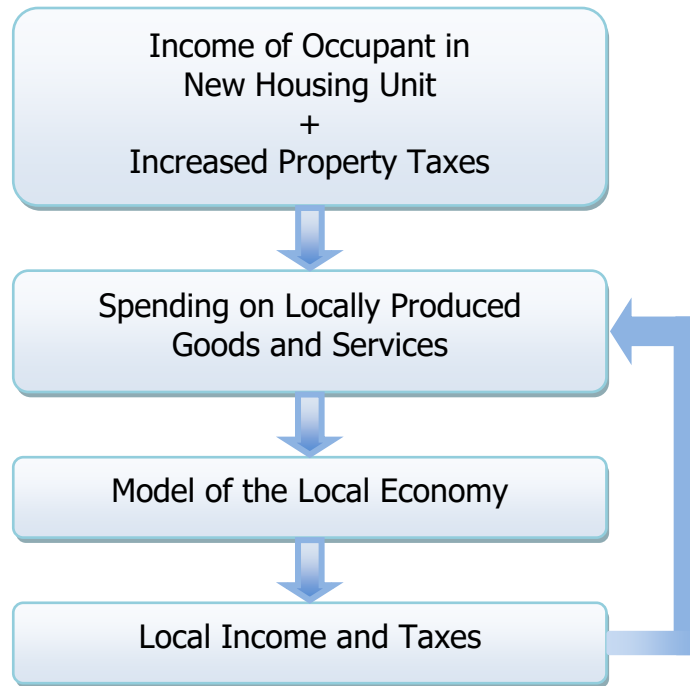 Income of Occupant in
New Housing Unit
+
Increased Property Taxes
Spending on Locally Produced
Goods and Services
Model of the Local Economy
Local Income and Taxes